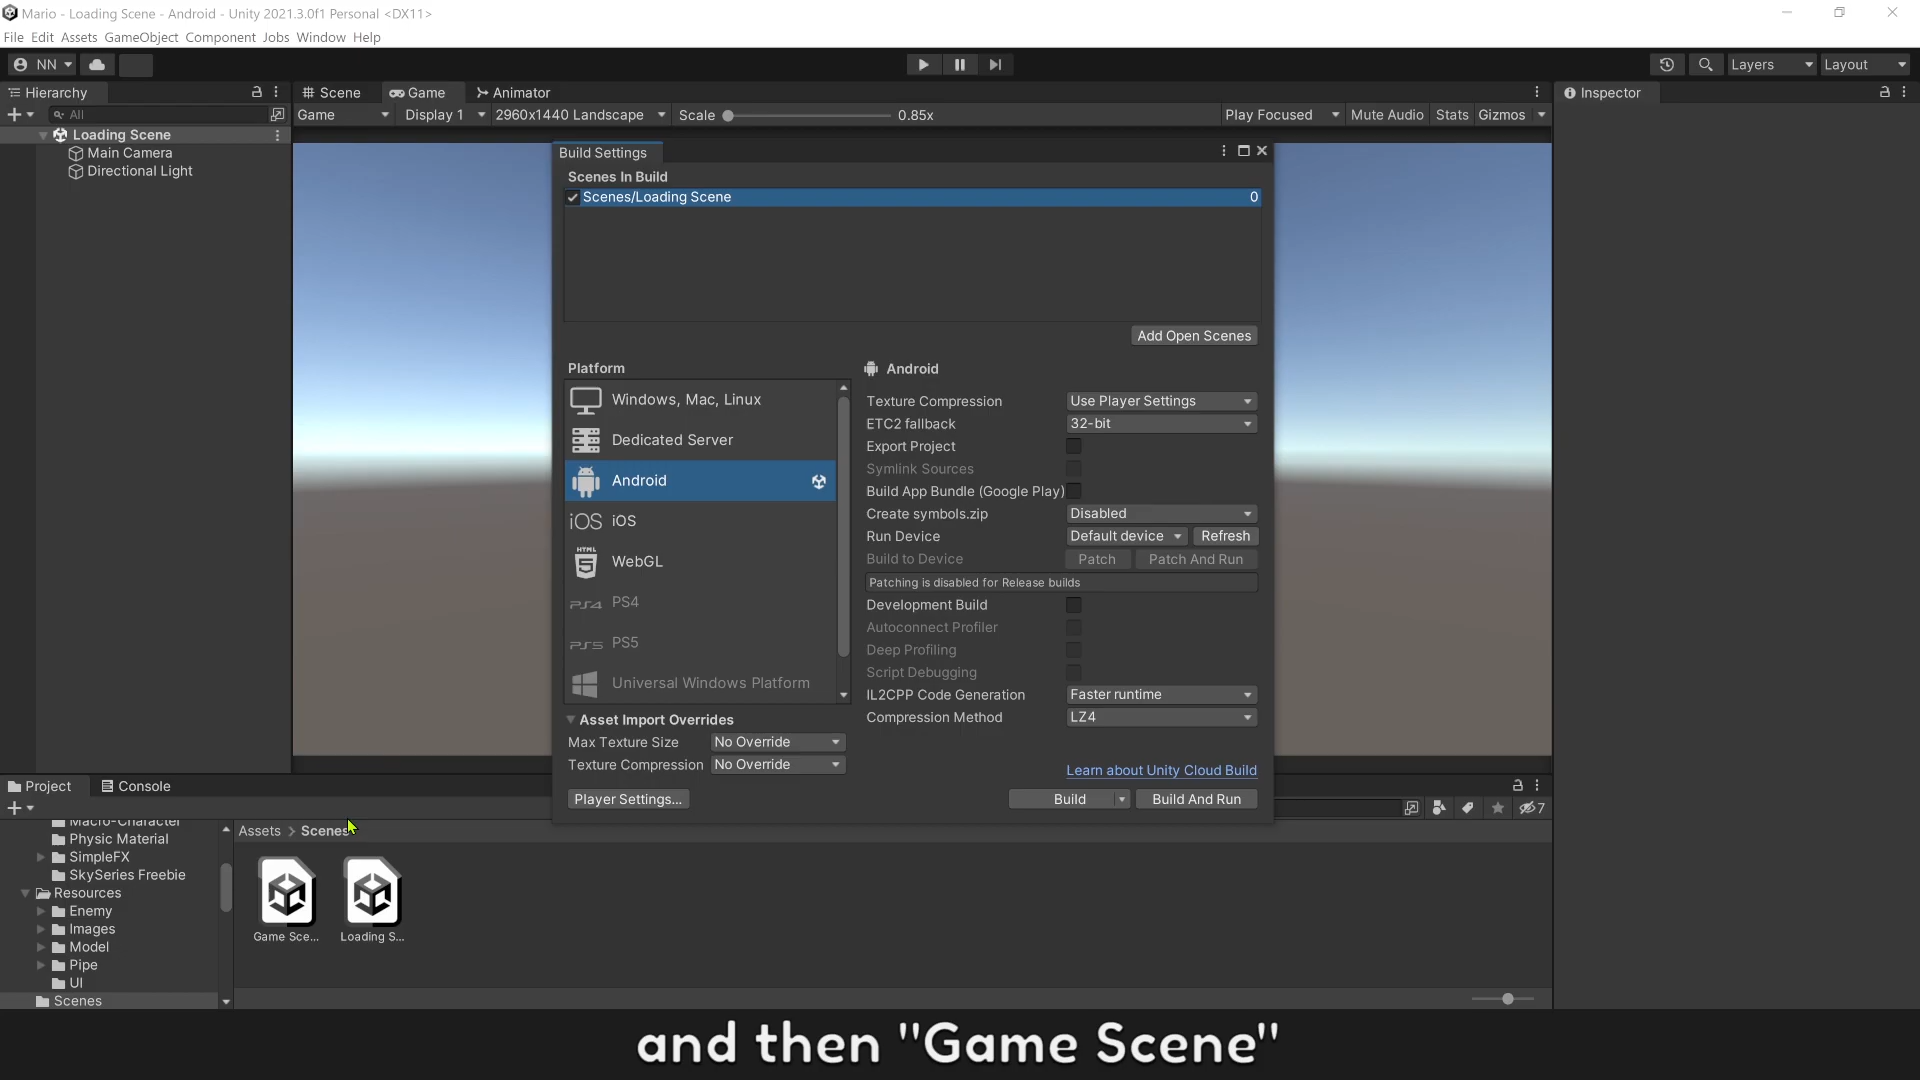 Mario - Loading Scene - Android - Unity 2021.3.0f1 Personal <DX11>
File Edit Assets GameObject Component Jobs Window Help
NN
Layers
Layout
Hierarchy
Scene
Game
Animator
Inspector
All
Game
Display 1
2960x1440 Landscape
Scale
0.85x
Play Focused
Mute Audio
Stats
Gizmos
Loading Scene
Main Camera
Directional Light
Build Settings
Scenes In Build
Scenes/Loading Scene
0
Add Open Scenes
Platform
Windows, Mac, Linux
Dedicated Server
Android
iOS iOS
HTML 5 WebGL
PS4 PS4
PS5 PS5
Universal Windows Platform
Asset Import Overrides
Max Texture Size No Override
Texture Compression No Override
Player Settings...
Android
Texture Compression Use Player Settings
ETC2 fallback 32-bit
Export Project
Symlink Sources
Build App Bundle (Google Play)
Create symbols.zip Disabled
Run Device Default device Refresh
Build to Device Patch Patch And Run
Patching is disabled for Release builds
Development Build
Autoconnect Profiler
Deep Profiling
Script Debugging
IL2CPP Code Generation Faster runtime
Compression Method LZ4
Learn about Unity Cloud Build
Build
Build And Run
Project
Console
7
Macro-Character
Physic Material
SimpleFX
SkySeries Freebie
Resources
Enemy
Images
Model
Pipe
UI
Scenes
Assets > Scenes
Game Sce...
Loading S...
and then "Game Scene"